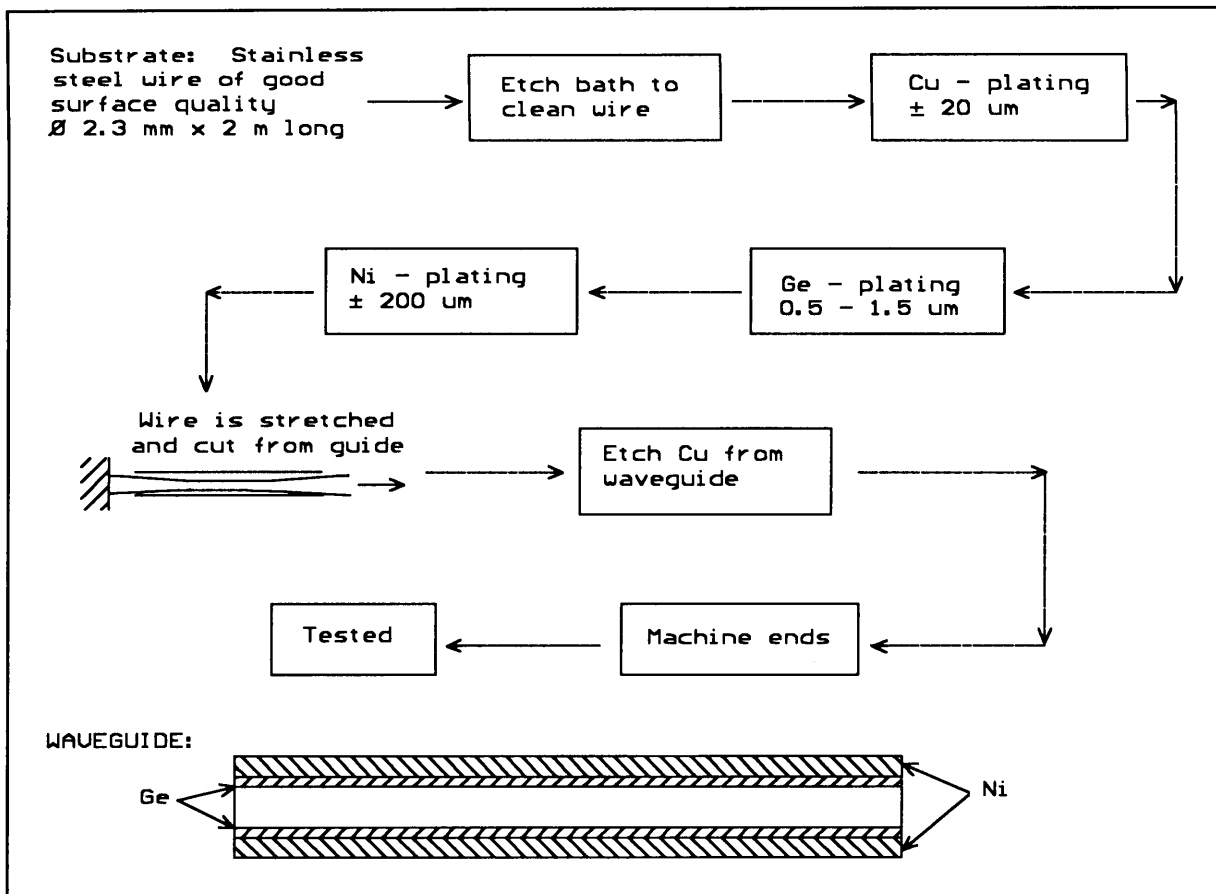 Substrate: Stainless
steel wire of good
surface quality
Ø 2.3 mm x 2 m long
Etch bath to
clean wire
Cu - plating
± 20 um
Ni - plating
± 200 um
Ge - plating
0.5 - 1.5 um
Wire is stretched
and cut from guide
Etch Cu from
waveguide
Tested
Machine ends
WAVEGUIDE:
Ge
Ni